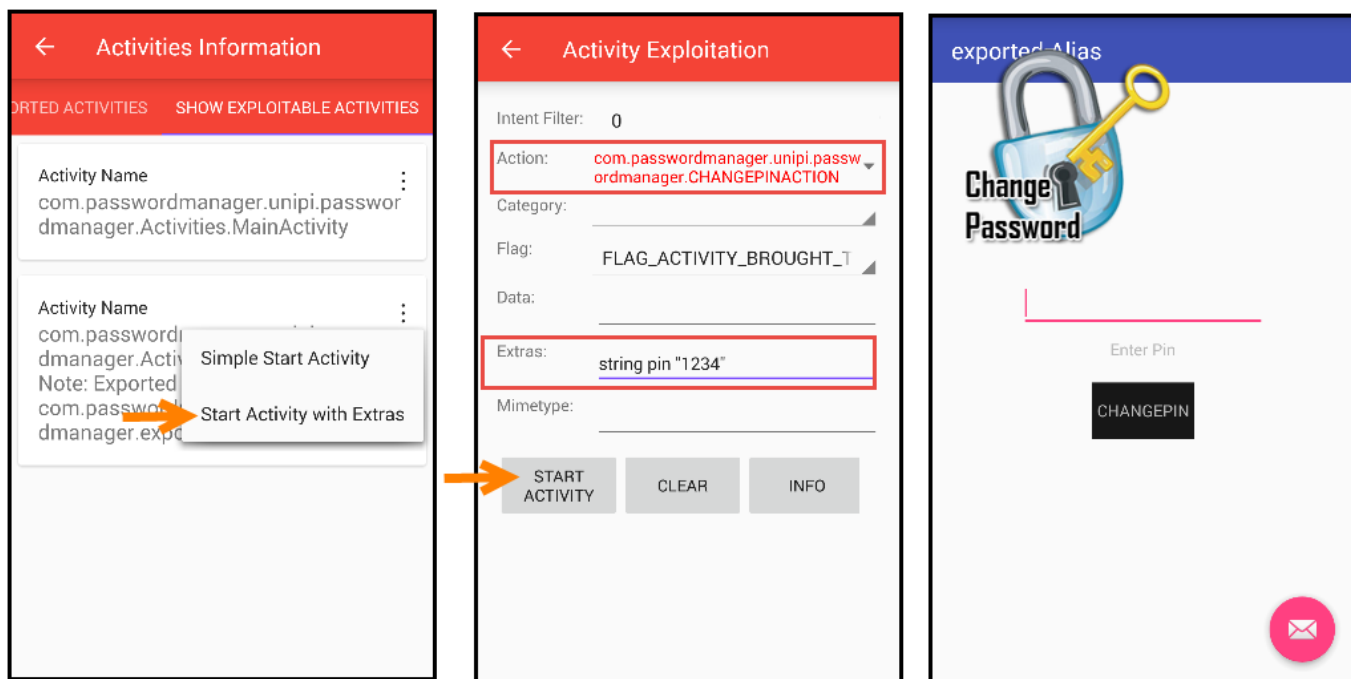 Activities Information
ORTED ACTIVITIES SHOW EXPLOITABLE ACTIVITIES
Activity Name
com.passwordmanager.unipi.passwor
dmanager.Activities.MainActivity
Activity Name
com.password
dmanager.Activ
Note: Exported
com.passwor
dmanager.expo
Simple Start Activity
Start Activity with Extras
Activity Exploitation
Intent Filter: 0
Action: com.passwordmanager.unipi.passw
ordmanager.CHANGEPINACTION
Category:
Flag: FLAG_ACTIVITY_BROUGHT_T
Data:
Extras: string pin "1234"
Mimetype:
START
ACTIVITY
CLEAR
INFO
exported Alias
Change
Password
Enter Pin
CHANGEPIN